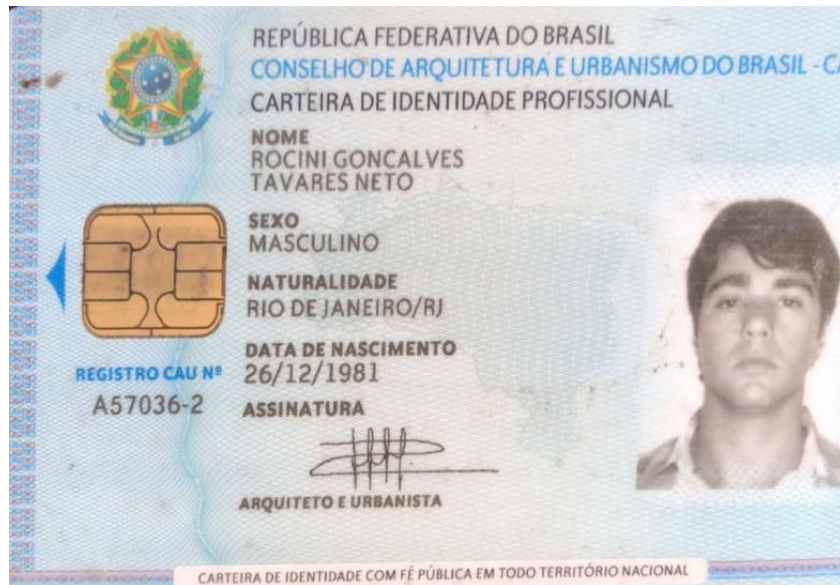 REPÚBLICA FEDERATIVA DO BRASIL
CONSELHO DE ARQUITETURA E URBANISMO DO BRASIL - CA
CARTEIRA DE IDENTIDADE PROFISSIONAL
NOME
ROCINI GONCALVES
TAVARES NETO
SEXO
MASCULINO
NATURALIDADE
RIO DE JANEIRO/RJ
DATA DE NASCIMENTO
26/12/1981
REGISTRO CAU Nº
A57036-2
ASSINATURA
ARQUITETO E URBANISTA
CARTEIRA DE IDENTIDADE COM FÉ PÚBLICA EM TODO TERRITÓRIO NACIONAL